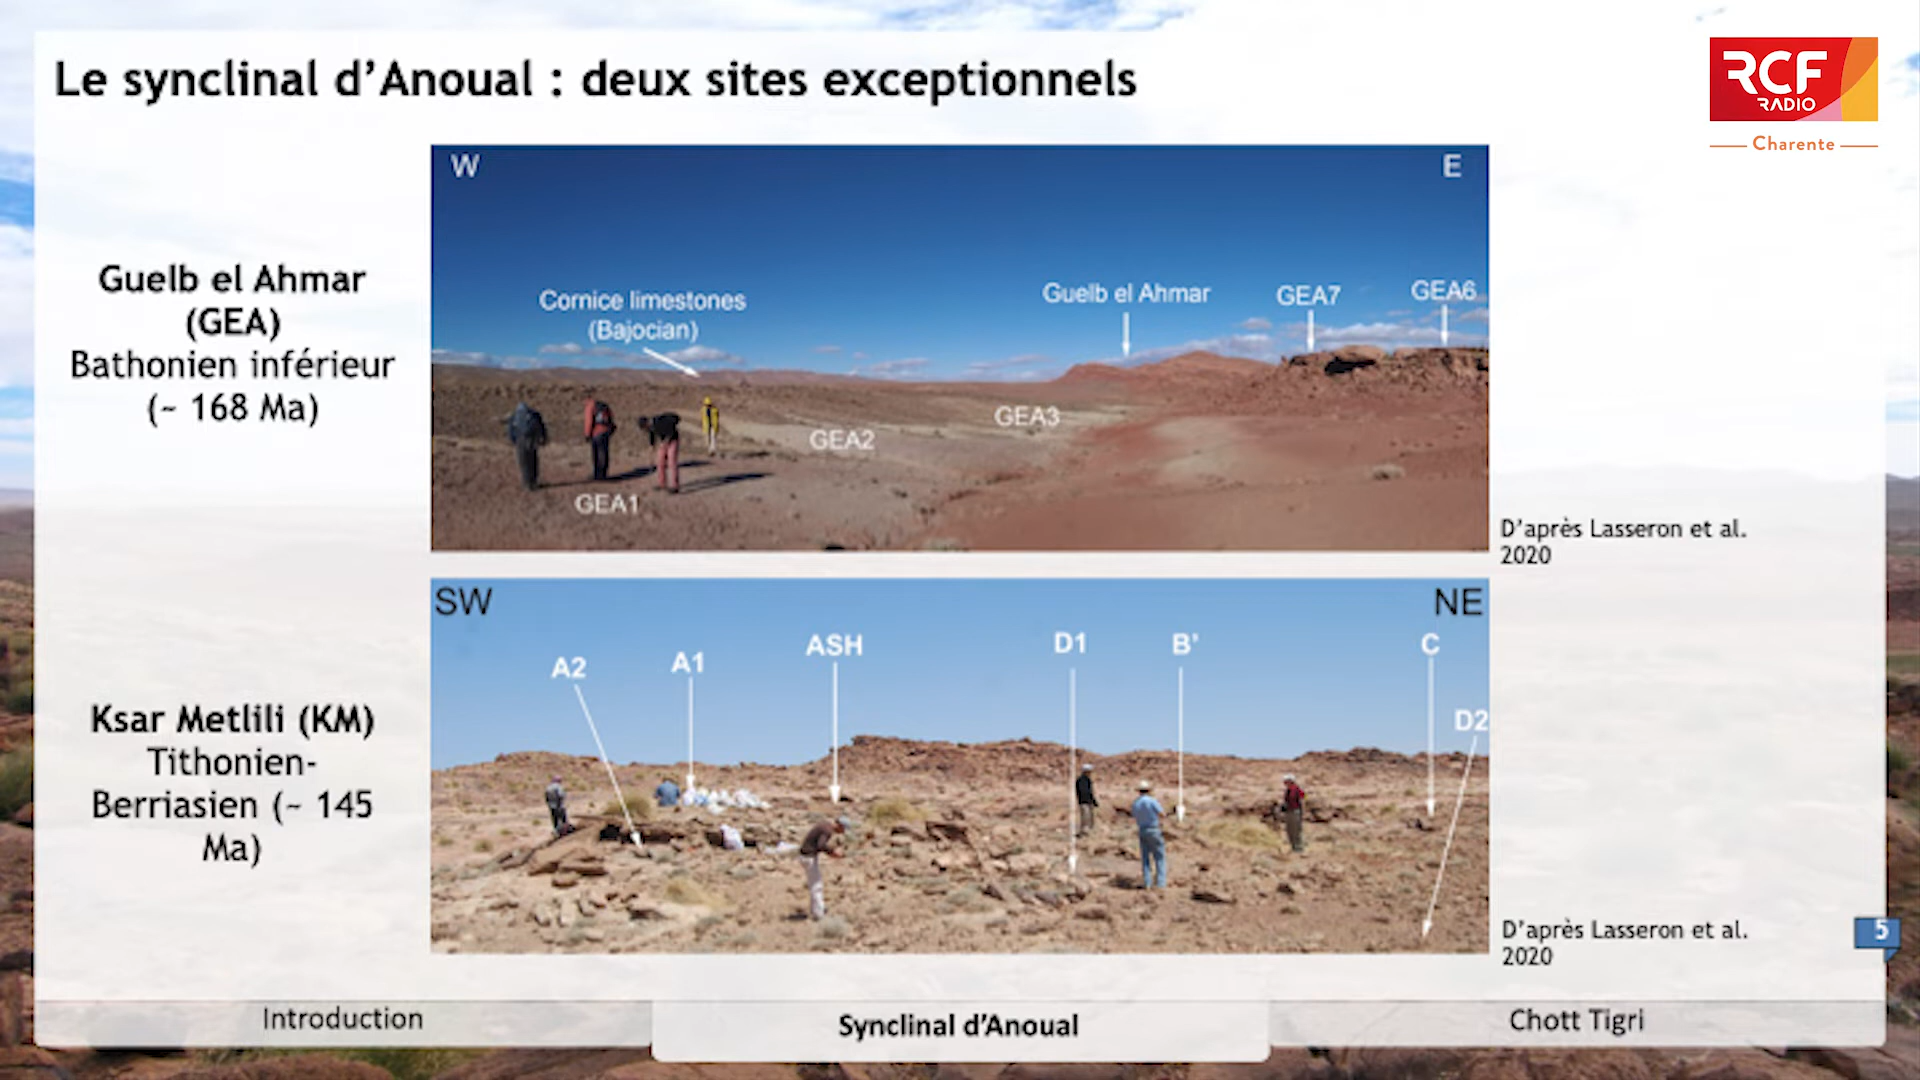 Le synclinal d’Anoual : deux sites exceptionnels
RCF
RADIO
Charente
Guelb el Ahmar
(GEA)
Bathonien inférieur
(~ 168 Ma)
W
E
Cornice limestones
(Bajocian)
Guelb el Ahmar
GEA7
GEA6
GEA3
GEA2
GEA1
D’après Lasseron et al.
2020
Ksar Metlili (KM)
Tithonien-
Berriasien (~ 145
Ma)
SW
NE
A2
A1
ASH
D1
B’
C
D2
D’après Lasseron et al.
2020
5
Introduction
Synclinal d’Anoual
Chott Tigri